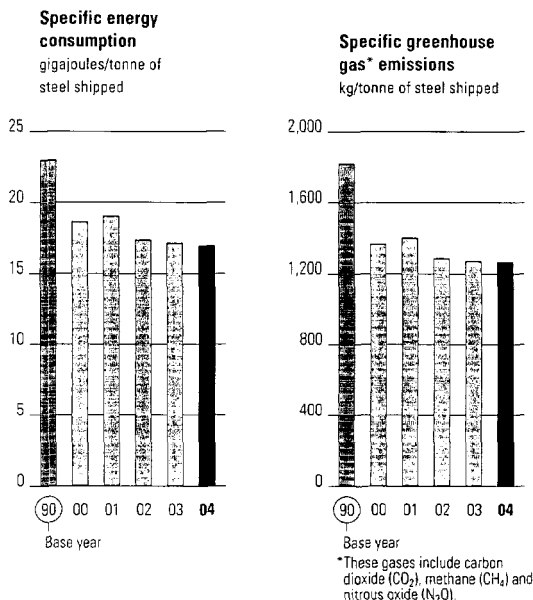 Specific energy
consumption
gigajoules/tonne of
steel shipped
25
20
15
10
5
0
90 00 01 02 03 04
Base year
Specific greenhouse
gas* emissions
kg/tonne of steel shipped
2,000
1,600
1,200
800
400
0
90 00 01 02 03 04
Base year
*These gases include carbon
dioxide (CO₂), methane (CH₄) and
nitrous oxide (N₂O).